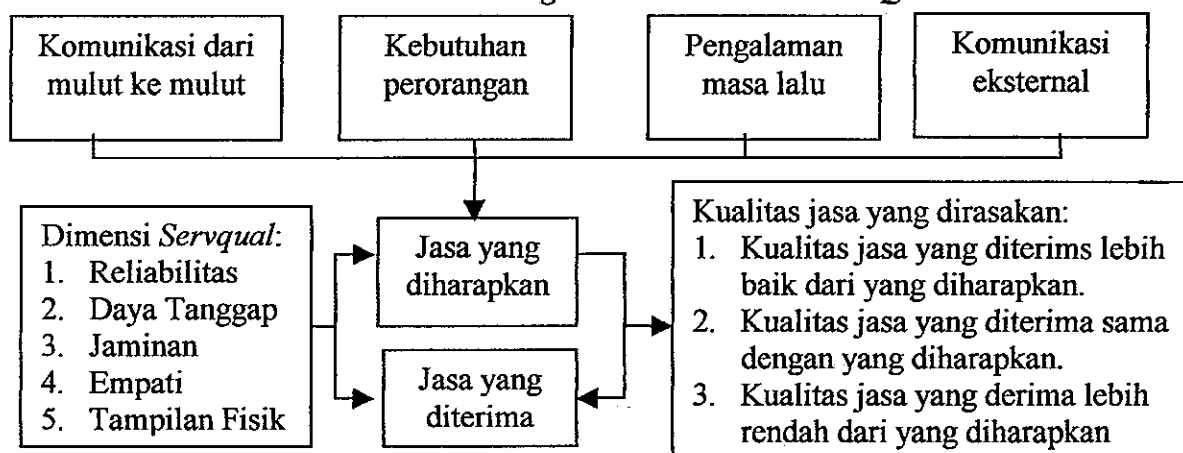 Komunikasi dari
mulut ke mulut
Kebutuhan
perorangan
Pengalaman
masa lalu
Komunikasi
eksternal
Dimensi Servqual:
1. Reliabilitas
2. Daya Tanggap
3. Jaminan
4. Empati
5. Tampilan Fisik
Jasa yang
diharapkan
Jasa yang
diterima
Kualitas jasa yang dirasakan:
1. Kualitas jasa yang diterims lebih
baik dari yang diharapkan.
2. Kualitas jasa yang diterima sama
dengan yang diharapkan.
3. Kualitas jasa yang derima lebih
rendah dari yang diharapkan